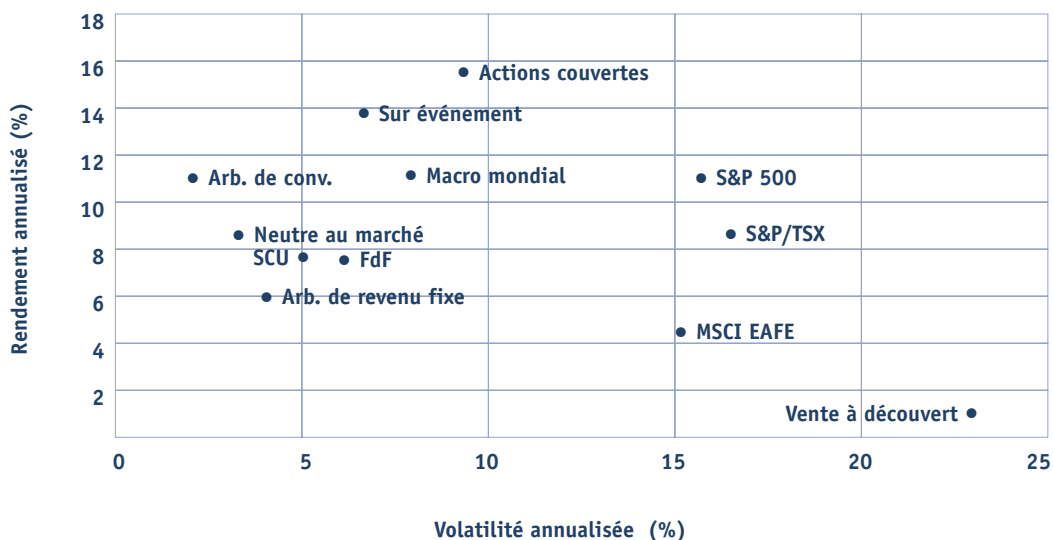 18
16
Actions couvertes
14
Sur événement
12
Arb. de conv.
Macro mondial
S&P 500
10
Neutre au marché
S&P/TSX
8
SCU
FdF
6
Arb. de revenu fixe
4
MSCI EAFE
2
Vente à découvert
0 5 10 15 20 25
Rendement annualisé (%)
Volatilité annualisée (%)